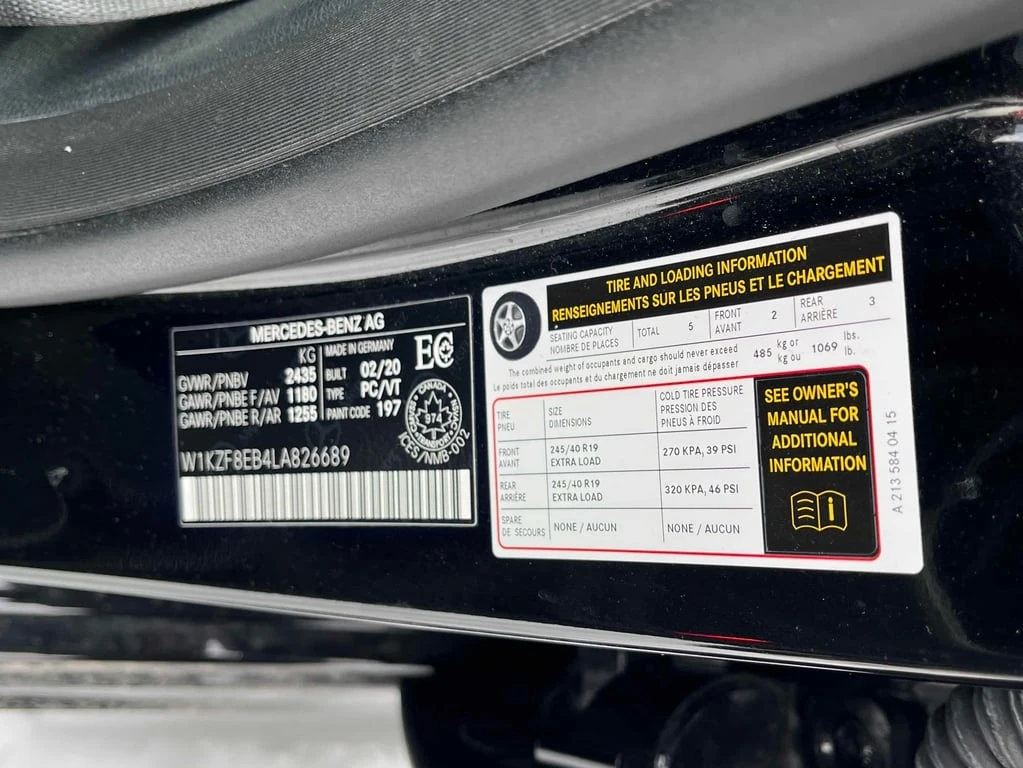 MERCEDES-BENZ AG
KG
MADE IN GERMANY
GVWR/PNBV 2435
BUILT 02/20
GAWR/PNBE F/AV 1180
TYPE PC/VT
GAWR/PNBE R/AR 1255
PAINT CODE 197
CANADA
974
TRANSPORT
ICES/NMB-002
W1KZF8EB4LA826689
TIRE AND LOADING INFORMATION
RENSEIGNEMENTS SUR LES PNEUS ET LE CHARGEMENT
SEATING CAPACITY
NOMBRE DE PLACES
TOTAL 5
FRONT
AVANT
2
REAR
ARRIÈRE
3
The combined weight of occupants and cargo should never exceed
Le poids total des occupants et du chargement ne doit jamais dépasser
485 kg or
kg ou
1069 lbs.
lb.
TIRE
PNEU
SIZE
DIMENSIONS
COLD TIRE PRESSURE
PRESSION DES
PNEUS À FROID
FRONT
AVANT
245/40 R19
EXTRA LOAD
270 KPA, 39 PSI
REAR
ARRIÈRE
245/40 R19
EXTRA LOAD
320 KPA, 46 PSI
SPARE
DE SECOURS
NONE / AUCUN
NONE / AUCUN
SEE OWNER'S
MANUAL FOR
ADDITIONAL
INFORMATION
A 213 584 04 15